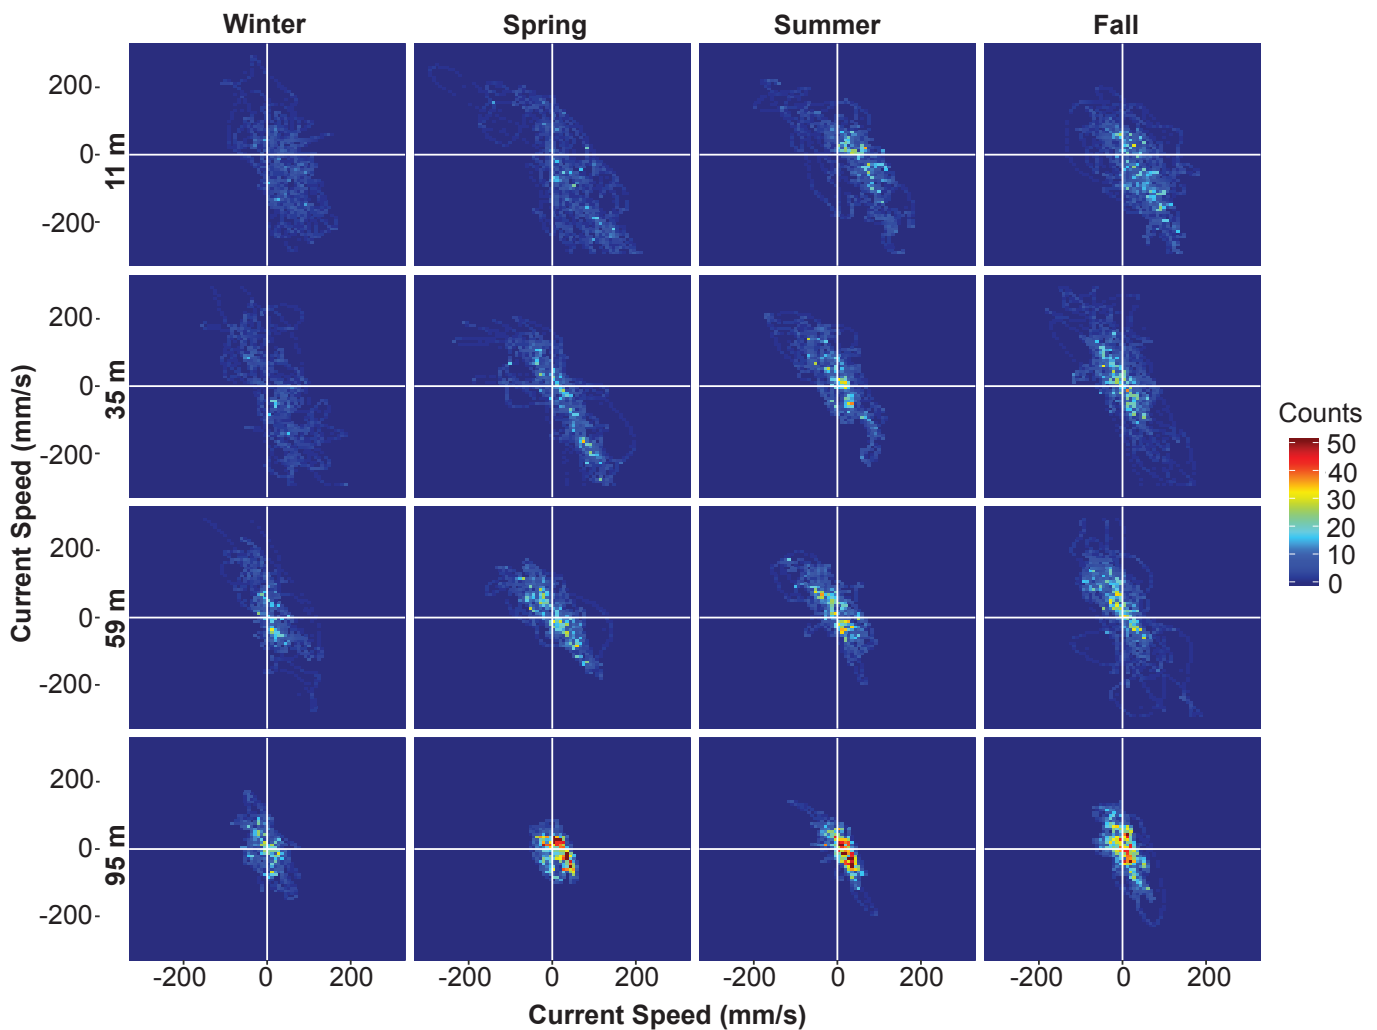 Winter Spring Summer Fall
200-
0-
-200-
11 m
200-
0-
-200-
35 m
200-
0-
-200-
59 m
200-
0-
-200-
95 m
Current Speed (mm/s)
-200 0 200 -200 0 200 -200 0 200 -200 0 200
Current Speed (mm/s)
Counts
50
40
30
20
10
0